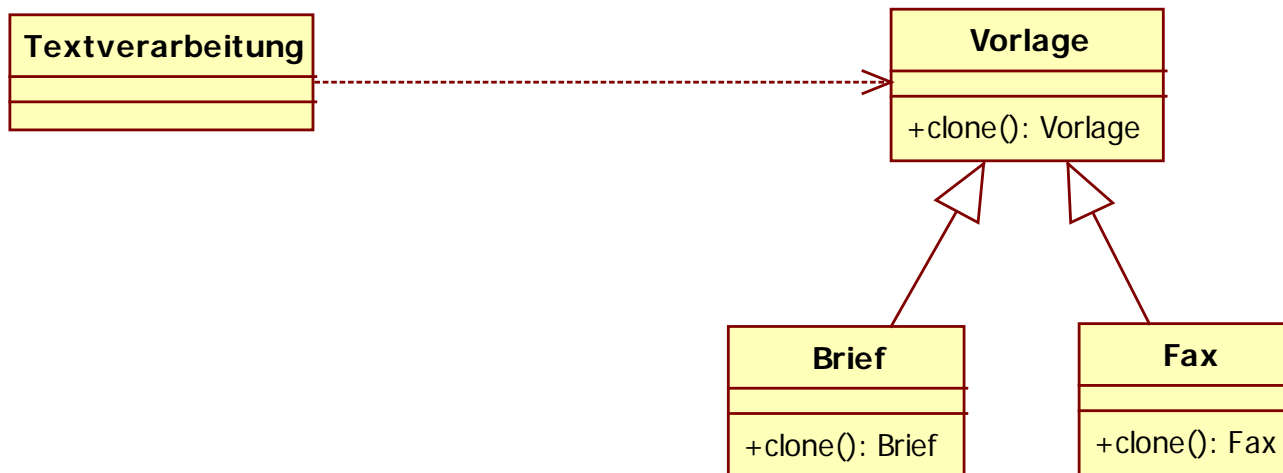 Textverarbeitung
Vorlage
+clone(): Vorlage
Brief
+clone(): Brief
Fax
+clone(): Fax